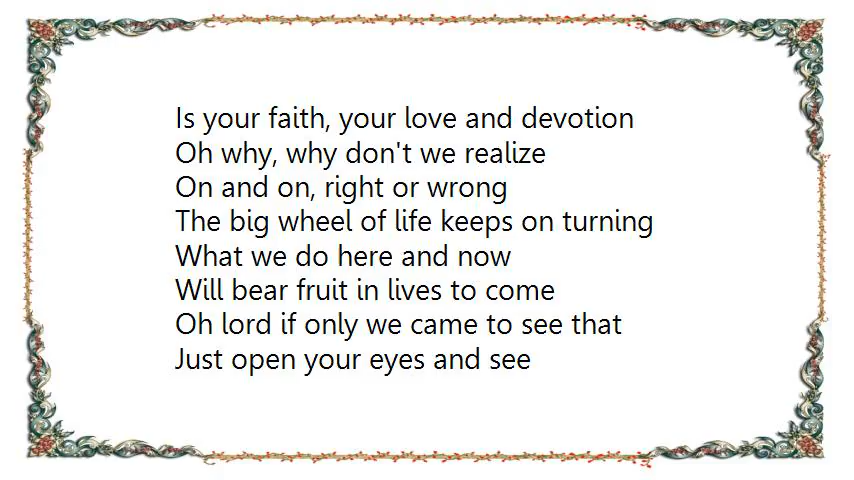 Is your faith, your love and devotion
Oh why, why don't we realize
On and on, right or wrong
The big wheel of life keeps on turning
What we do here and now
Will bear fruit in lives to come
Oh lord if only we came to see that
Just open your eyes and see